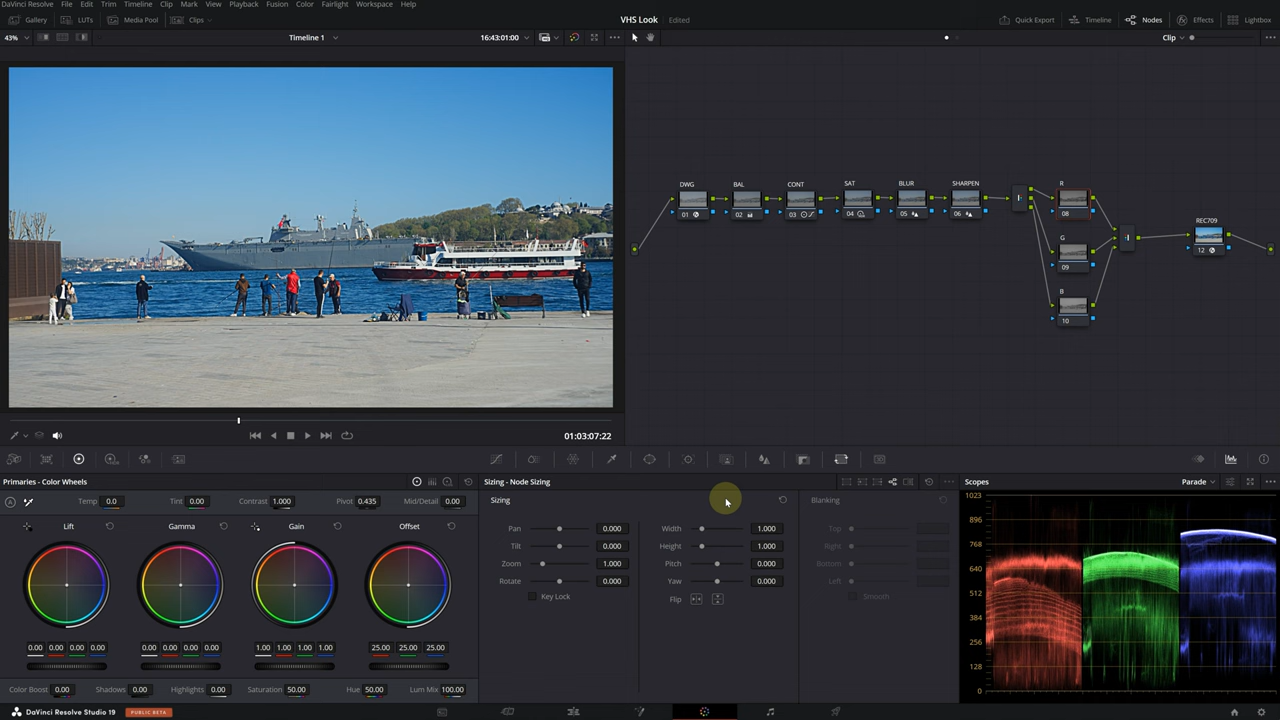 DaVinci Resolve File Edit Trim Timeline Clip Mark View Playback Fusion Color Fairlight Workspace Help
Gallery LUTs Media Pool Clips VHS Look Edited Quick Export Timeline Nodes Effects Lightbox
43% Timeline 1 16:43:01:00 Clip
DWG BAL CONT SAT BLUR SHARPEN R
01 02 03 04 05 06 08
G
09
REC709
12
B
10
01:03:07:22
Primaries - Color Wheels
Temp 0.0 Tint 0.00 Contrast 1.000 Pivot 0.435 Mid/Detail 0.00
Lift Gamma Gain Offset
0.00 0.00 0.00 0.00 0.00 0.00 0.00 0.00 1.00 1.00 1.00 1.00 25.00 25.00 25.00
Color Boost 0.00 Shadows 0.00 Highlights 0.00 Saturation 50.00 Hue 50.00 Lum Mix 100.00
Sizing - Node Sizing
Sizing
Pan 0.000 Width 1.000
Tilt 0.000 Height 1.000
Zoom 1.000 Pitch 0.000
Rotate 0.000 Yaw 0.000
Key Lock Flip
Blanking
Top
Right
Bottom
Left
Smooth
Scopes Parade
1023
896
768
640
512
384
256
128
0
DaVinci Resolve Studio 19 PUBLIC BETA